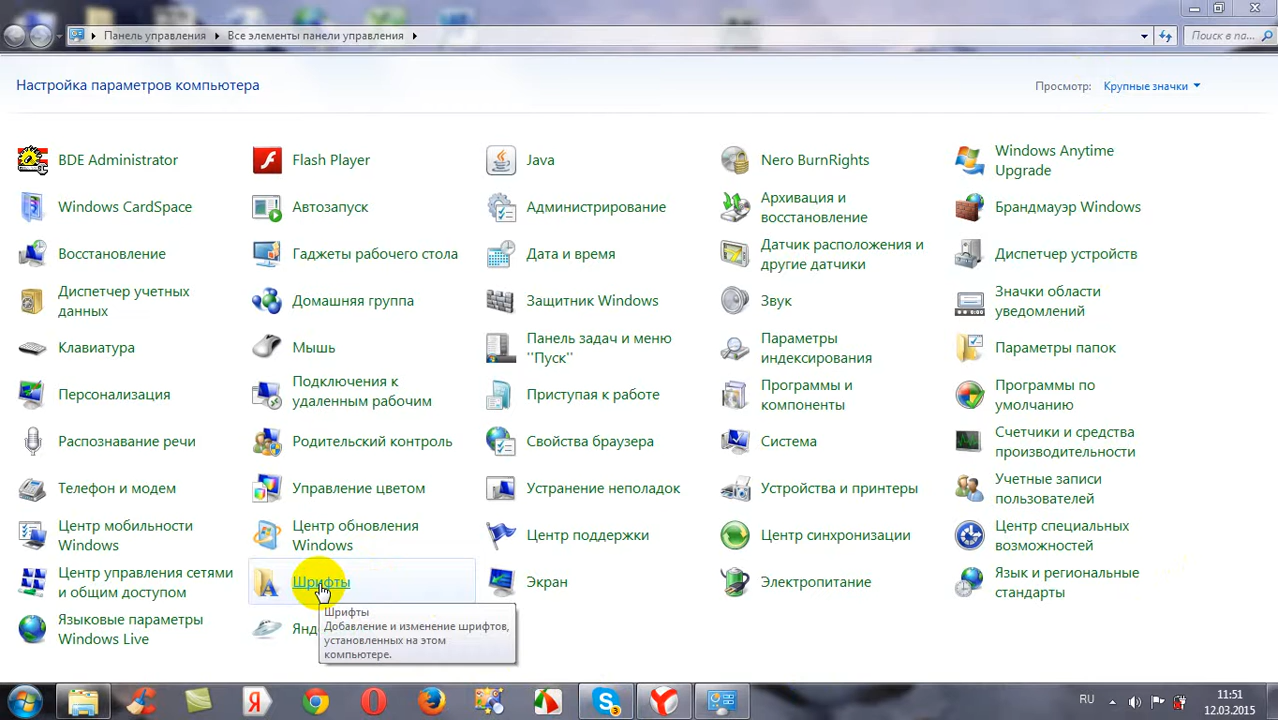 Панель управления
Все элементы панели управления
Поиск в па...
Настройка параметров компьютера
Просмотр: Крупные значки
BDE Administrator
Flash Player
Java
Nero BurnRights
Windows Anytime
Upgrade
Windows CardSpace
Автозапуск
Администрирование
Архивация и
восстановление
Брандмауэр Windows
Восстановление
Гаджеты рабочего стола
Дата и время
Датчик расположения и
другие датчики
Диспетчер устройств
Диспетчер учетных
данных
Домашняя группа
Защитник Windows
Звук
Значки области
уведомлений
Клавиатура
Мышь
Панель задач и меню
"Пуск"
Параметры
индексирования
Параметры папок
Персонализация
Подключения к
удаленным рабочим
Приступая к работе
Программы и
компоненты
Программы по
умолчанию
Распознавание речи
Родительский контроль
Свойства браузера
Система
Счетчики и средства
производительности
Телефон и модем
Управление цветом
Устранение неполадок
Устройства и принтеры
Учетные записи
пользователей
Центр мобильности
Windows
Центр обновления
Windows
Центр поддержки
Центр синхронизации
Центр специальных
возможностей
Центр управления сетями
и общим доступом
Шрифты
Экран
Электропитание
Язык и региональные
стандарты
Языковые параметры
Windows Live
Шрифты
Добавление и изменение шрифтов,
установленных на этом
компьютере.
RU
11:51
12.03.2015